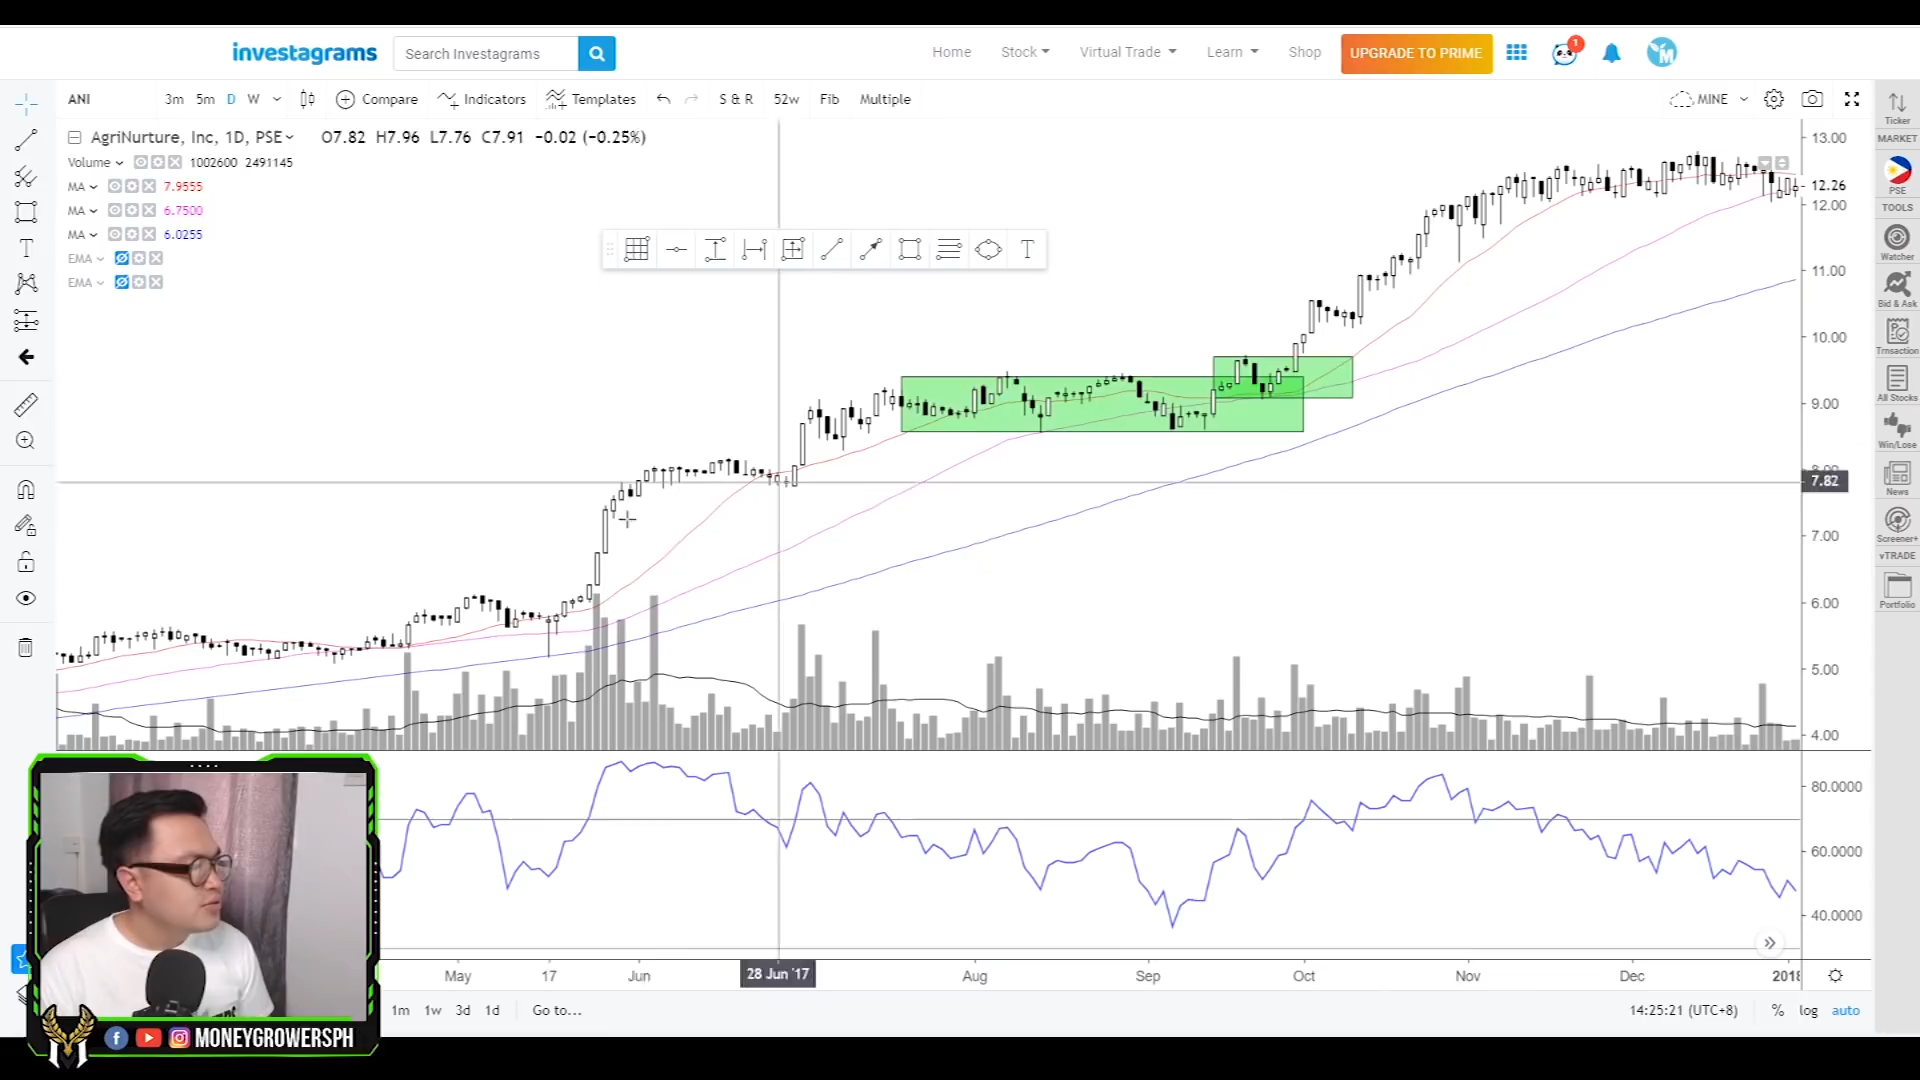 investagrams
Search Investagrams
Home
Stock
Virtual Trade
Learn
Shop
UPGRADE TO PRIME
1
M
ANI
3m
5m
D
W
Compare
Indicators
Templates
S & R
52w
Fib
Multiple
MINE
AgriNurture, Inc, 1D, PSE
O7.82 H7.96 L7.76 C7.91 −0.02 (−0.25%)
Volume
1002600 2491145
MA
7.9555
MA
6.7500
MA
6.0255
EMA
EMA
T
T
13.00
12.26
12.00
11.00
10.00
9.00
8.00
7.82
7.00
6.00
5.00
4.00
80.0000
60.0000
40.0000
Ticker
MARKET
PSE
TOOLS
Watcher
Bid & Ask
Trnsaction
All Stocks
Win/Lose
News
Screener+
vTRADE
Portfolio
May
17
Jun
28 Jun '17
Aug
Sep
Oct
Nov
Dec
2018
1m
1w
3d
1d
Go to...
14:25:21 (UTC+8)
%
log
auto
MONEYGROWERSPH